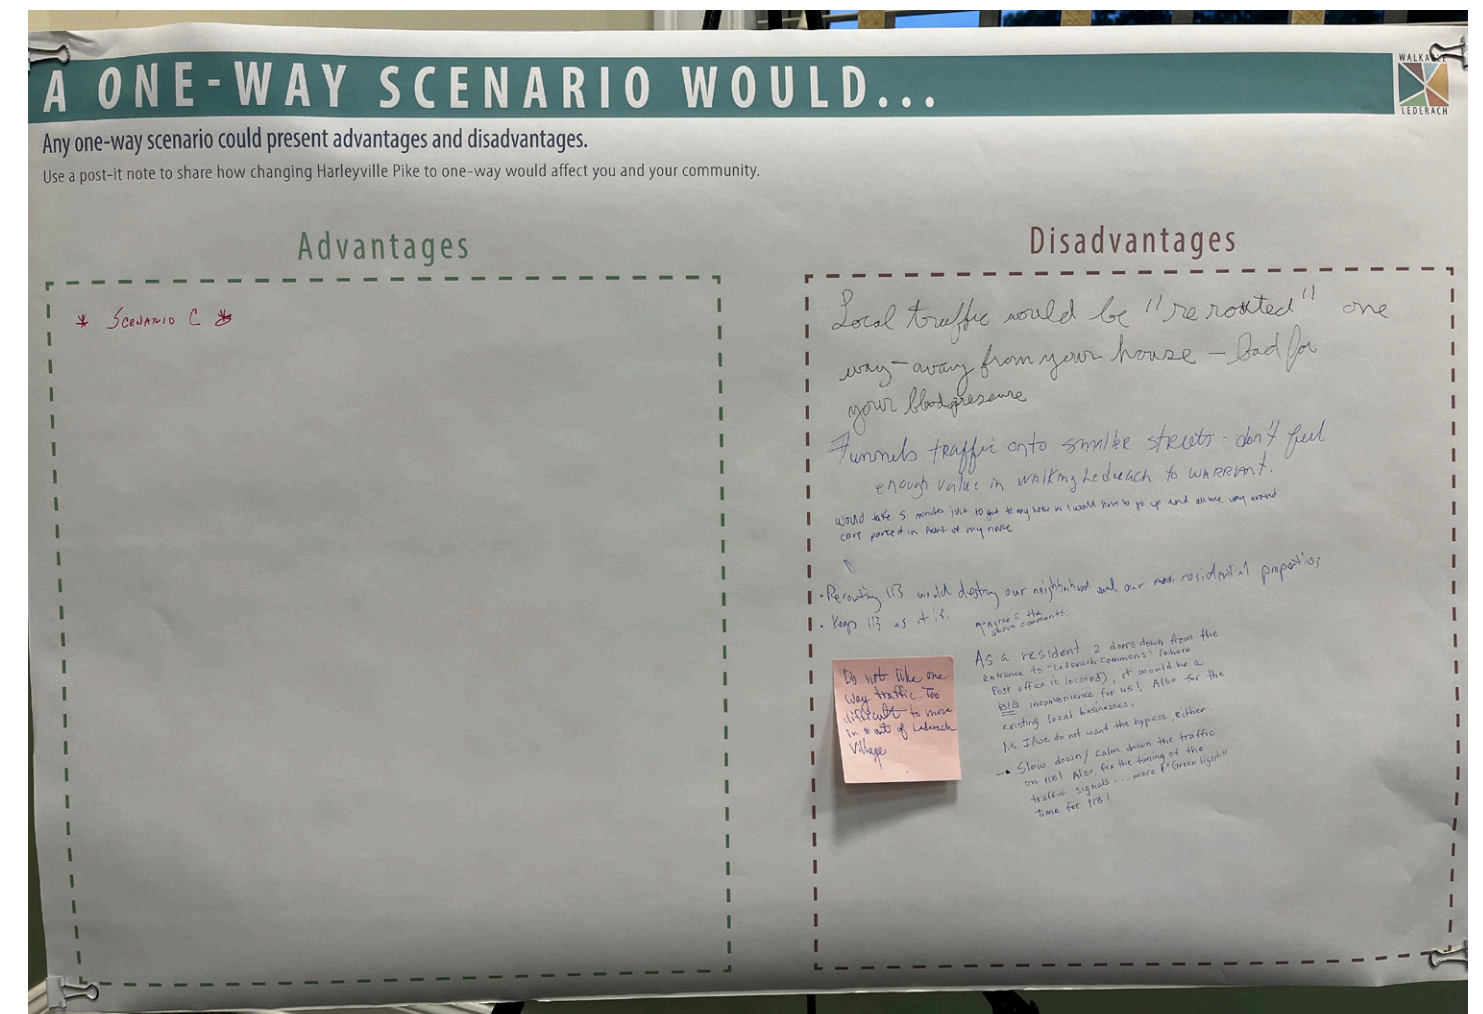 A ONE-WAY SCENARIO WOULD...
WALKABLE
LEDERACH
Any one-way scenario could present advantages and disadvantages.
Use a post-it note to share how changing Harleyville Pike to one-way would affect you and your community.
Advantages
* SCENARIO C *
Disadvantages
Local traffic would be "re routed" one
way - away from your house - bad for
your blood presenre
Funnels traffic onto smaller streets - don't feel
enough value in walking Lederach to WARRANT.
would take 5 minutes just to get to my house bc I would have to go up and all the way around
cars parked in front of my house
• Rerouting 113 would destroy our neighborhood and our residential properties
• Keep 113 as it is.
Agree c the
above comments.
As a resident 2 doors down from the
entrance to "Lederach Commons" (where
Post office is located), it would be a
BIG inconvenience for us! Also for the
existing local businesses.
I/we do not want the bypass, either.
→ Slow down/calm down the traffic
on 113! Also, fix the timing of the
traffic signals... more "Green light"
time for 113!
Do not like one
way traffic. Too
difficult to move
in & out of Lederach
Village